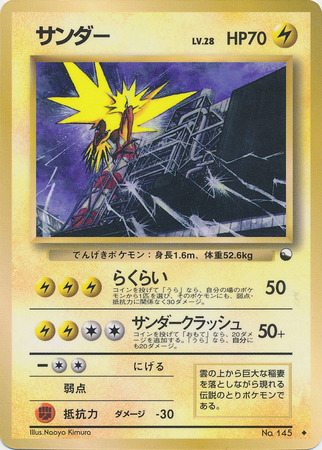 サンダー LV.28 HP70
でんげきポケモン：身長1.6m、体重52.6kg
らくらい 50
コインを投げて「うら」なら、自分の場のポケ
モンから1匹を選び、そのポケモンにも、弱点・
抵抗力に関係なく30ダメージ。
サンダークラッシュ 50+
コインを投げて「おもて」なら、ダメージ
を20ダメージ追加する。「うら」なら、自分に
も20ダメージ。
にげる
弱点
抵抗力 ダメージ -30
雲の上から巨大な稲妻
を落としながら現れる
伝説のとりポケモンで
ある。
Illus.Naoyo Kimura
No.145